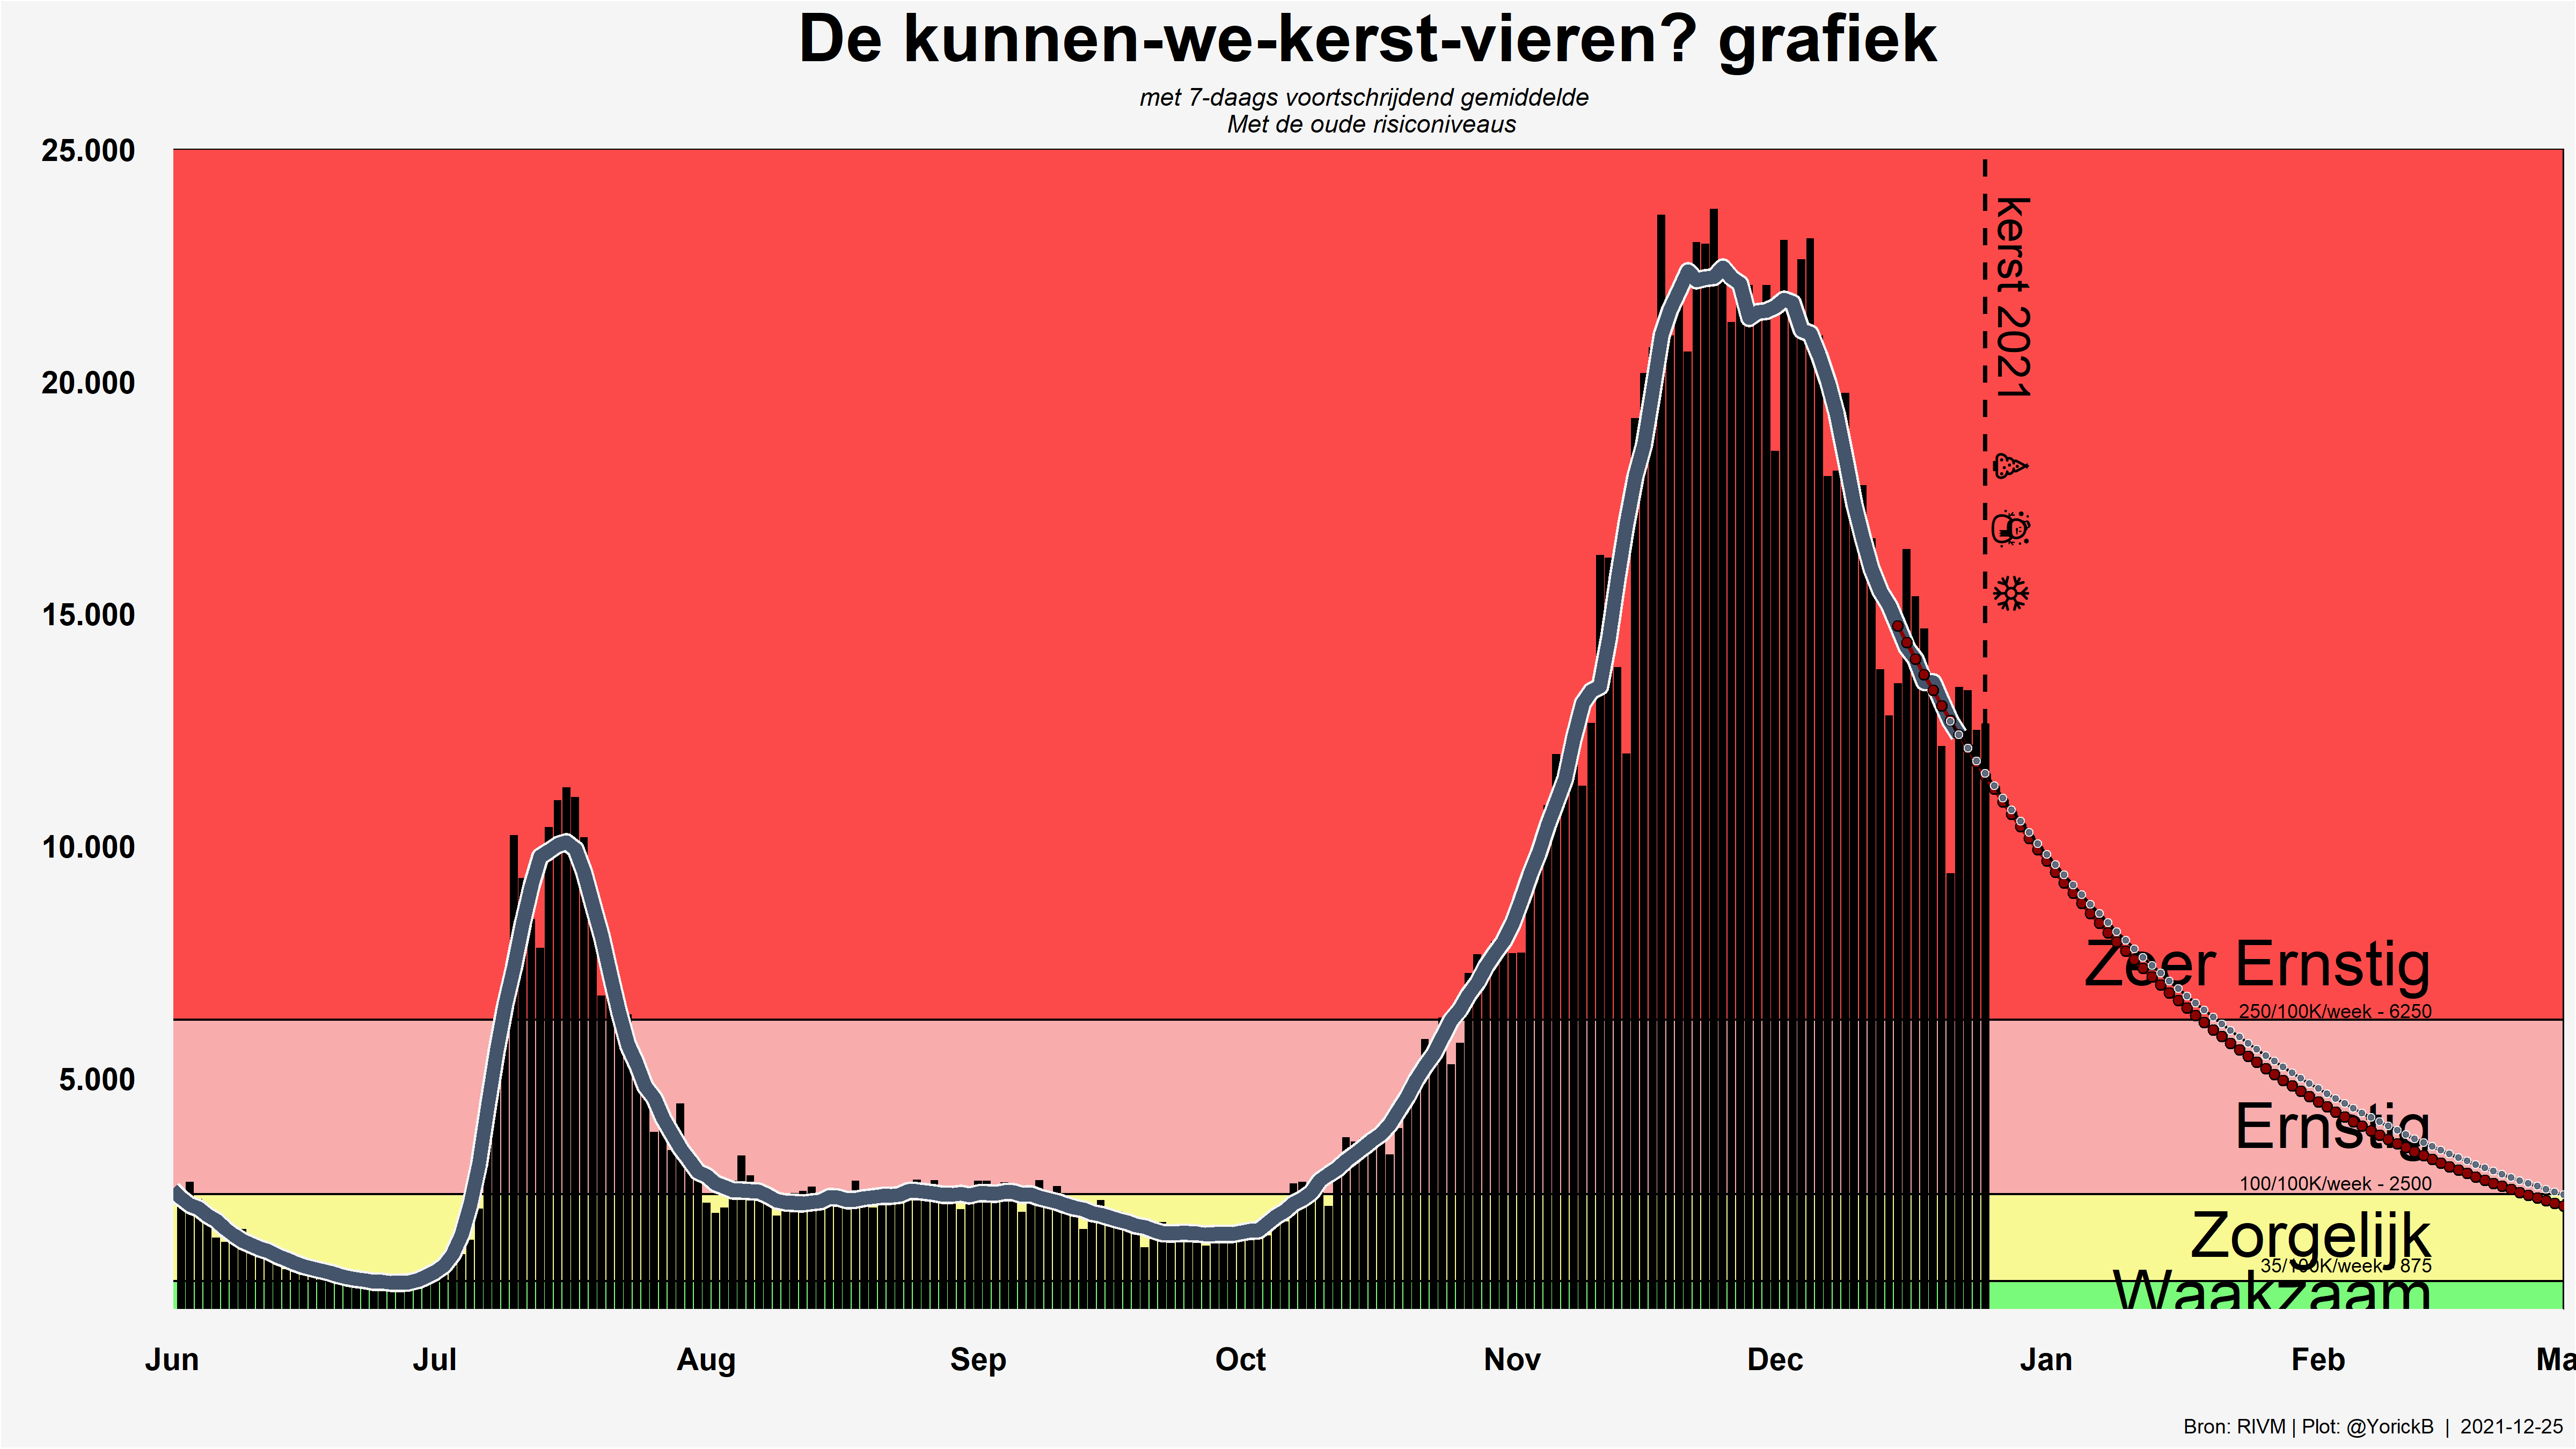 De kunnen-we-kerst-vieren? grafiek
met 7-daags voortschrijdend gemiddelde
Met de oude risiconiveaus
25.000
20.000
15.000
10.000
5.000
kerst 2021
Zeer Ernstig
250/100K/week - 6250
Ernstig
100/100K/week - 2500
Zorgelijk
35/100K/week - 875
Waakzaam
Jun Jul Aug Sep Oct Nov Dec Jan Feb Ma
Bron: RIVM | Plot: @YorickB | 2021-12-25